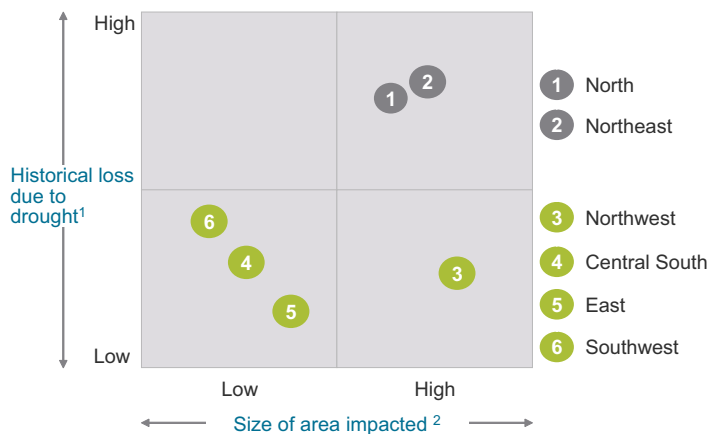 High
Historical loss
due to
drought¹
Low
2
1
6
4
3
5
Low
High
Size of area impacted ²
1 North
2 Northeast
3 Northwest
4 Central South
5 East
6 Southwest